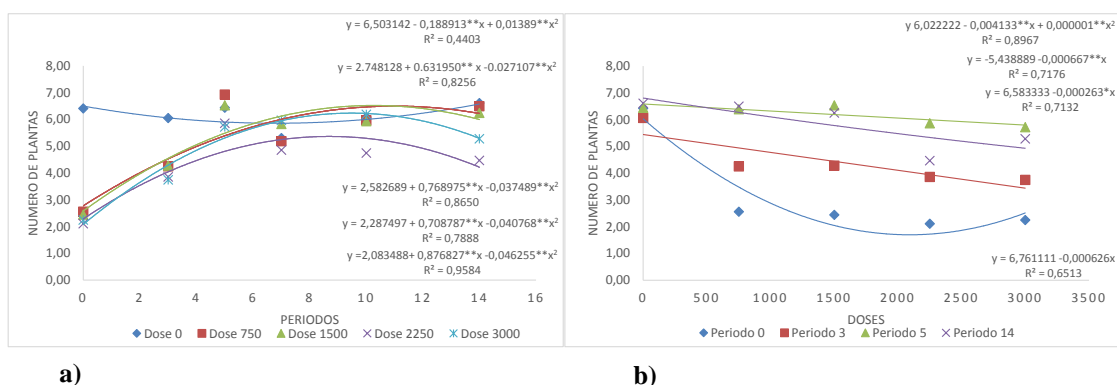 y = 6,503142 - 0,188913**x + 0,01389**x²
R² = 0,4403
y = 2.748128 + 0.631950** x -0.027107**x²
R² = 0,8256
8,00
7,00
6,00
5,00
4,00
3,00
2,00
1,00
0,00
NUMERO DE PLANTAS
y = 2,582689 + 0,768975**x -0,037489**x²
R² = 0,8650
y = 2,287497 + 0,708787**x -0,040768**x²
R² = 0,7888
y =2,083488+ 0,876827**x -0,046255**x²
R² = 0,9584
0 2 4 6 8 10 12 14 16
PERIODOS
Dose 0 Dose 750 Dose 1500 Dose 2250 Dose 3000
a)
y 6,022222 -0,004133**x + 0,000001**x²
R² = 0,8967
y = -5,438889 -0,000667**x
R² = 0,7176
y = 6,583333 -0,000263*x
R² = 0,7132
8,00
7,00
6,00
5,00
4,00
3,00
2,00
1,00
0,00
NUMERO DE PLANTAS
y = 6,761111 -0,000626x
R² = 0,6513
0 500 1000 1500 2000 2500 3000 3500
DOSES
Periodo 0 Periodo 3 Periodo 5 Periodo 14
b)